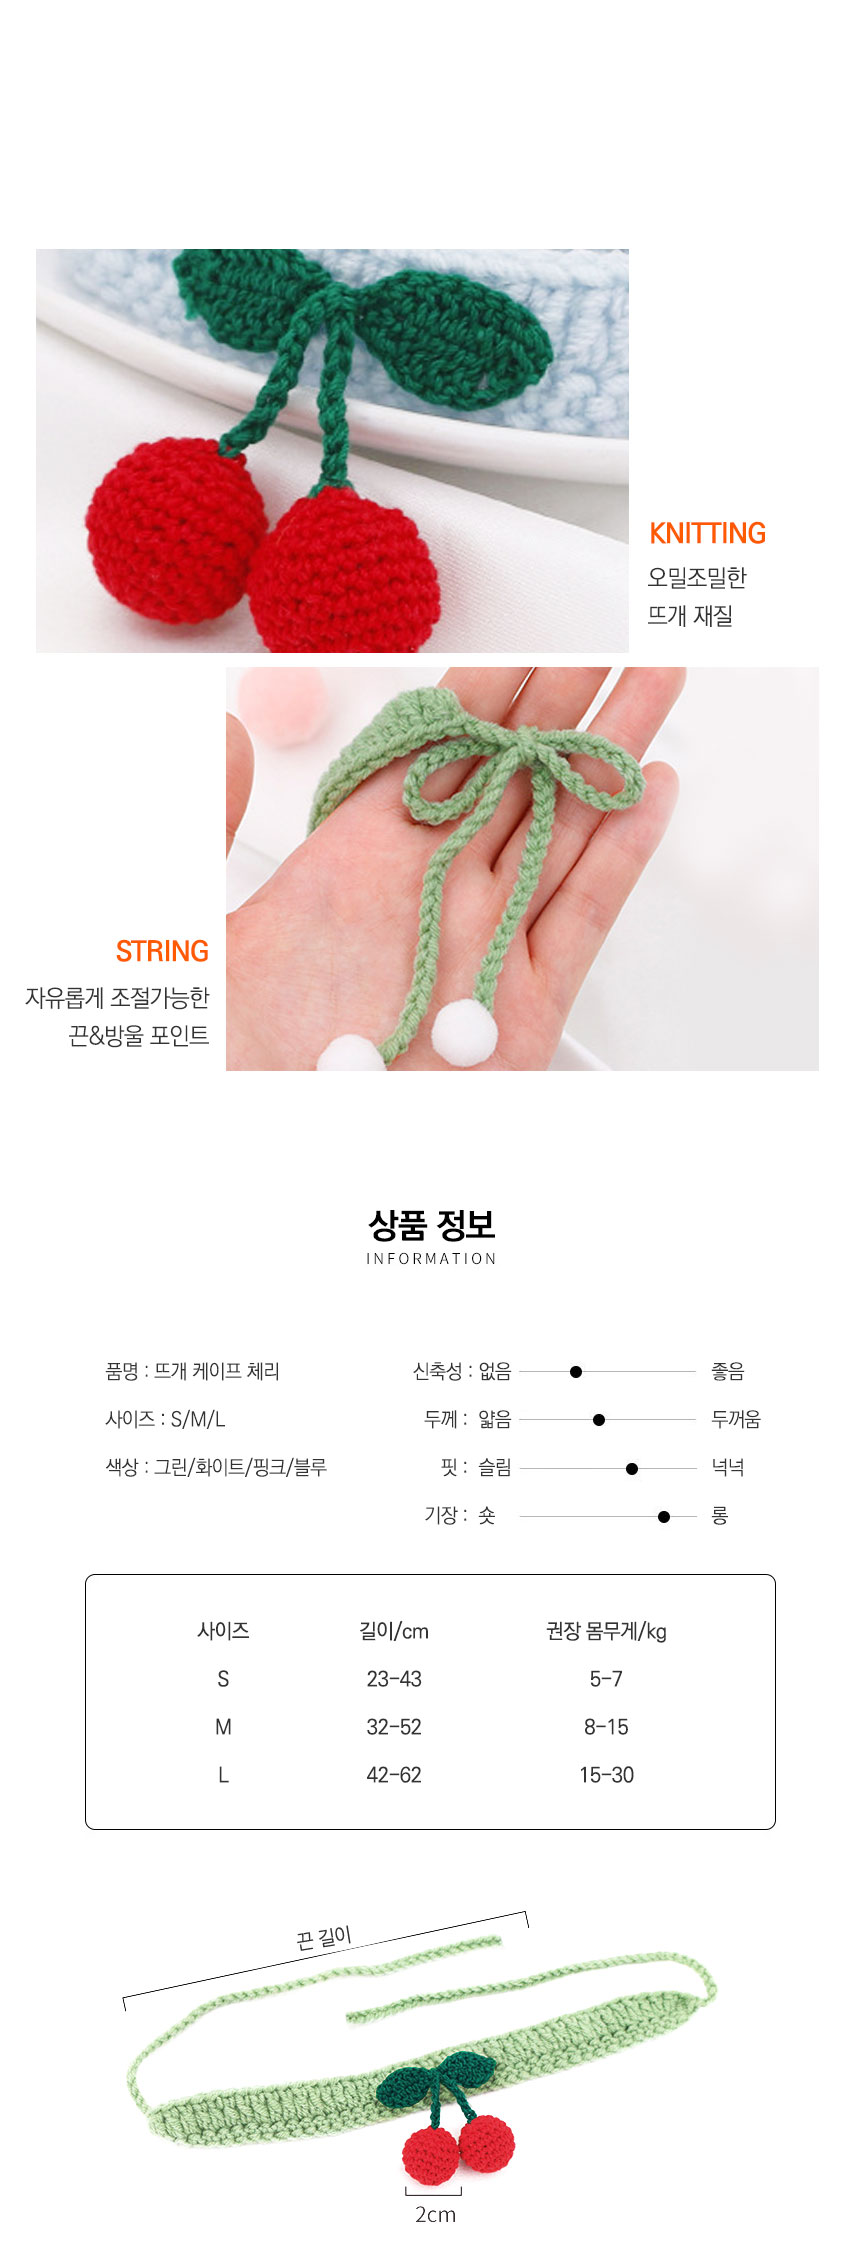 KNITTING
오밀조밀한
뜨개 재질
STRING
자유롭게 조절가능한
끈&방울 포인트
상품 정보
INFORMATION
품명 : 뜨개 케이프 체리
사이즈 : S/M/L
색상 : 그린/화이트/핑크/블루
신축성 : 없음 좋음
두께 : 얇음 두꺼움
핏 : 슬림 넉넉
기장 : 숏 롱
사이즈 길이/cm 권장 몸무게/kg
S 23-43 5-7
M 32-52 8-15
L 42-62 15-30
끈 길이
2cm